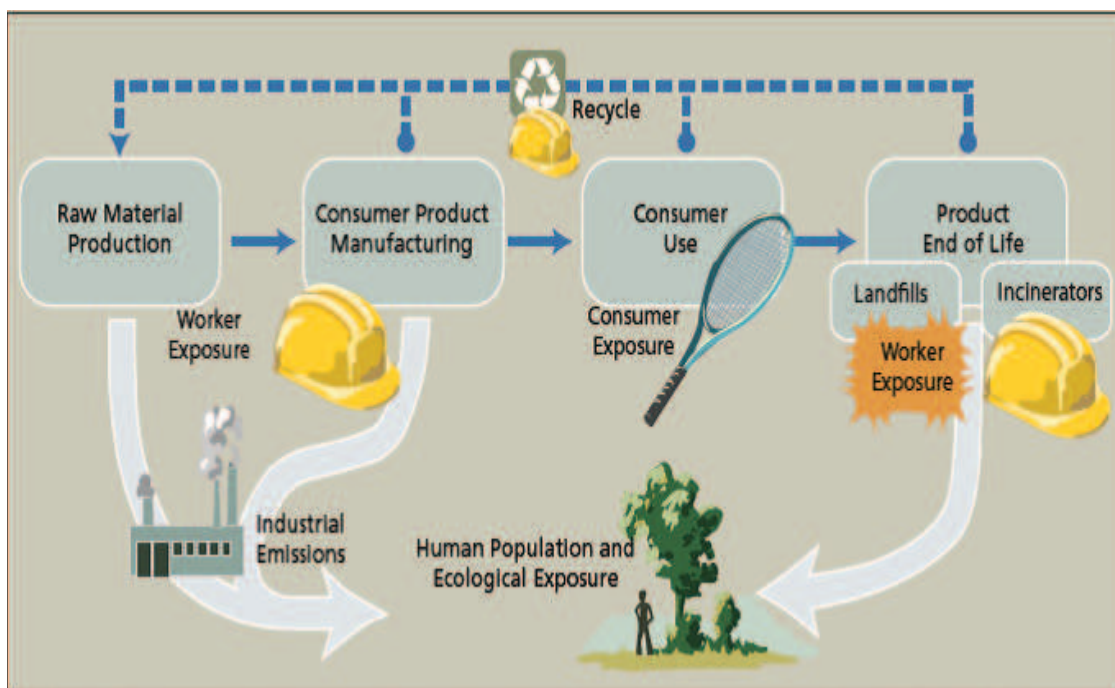 Recycle
Raw Material
Production
Consumer Product
Manufacturing
Consumer
Use
Product
End of Life
Landfills
Incinerators
Worker
Exposure
Consumer
Exposure
Worker
Exposure
Industrial
Emissions
Human Population and
Ecological Exposure